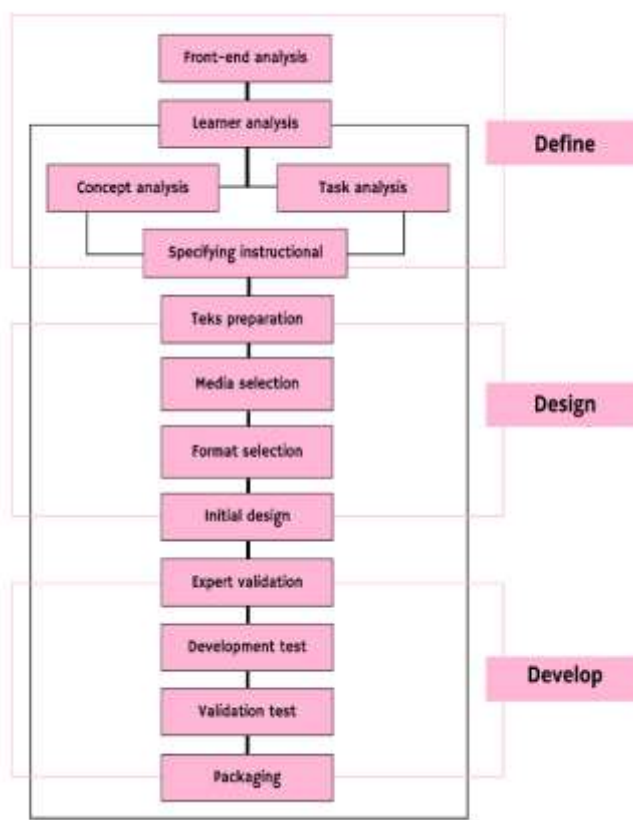 Front-end analysis
Learner analysis
Define
Concept analysis
Task analysis
Specifying instructional
Teks preparation
Media selection
Design
Format selection
Initial design
Expert validation
Development test
Develop
Validation test
Packaging